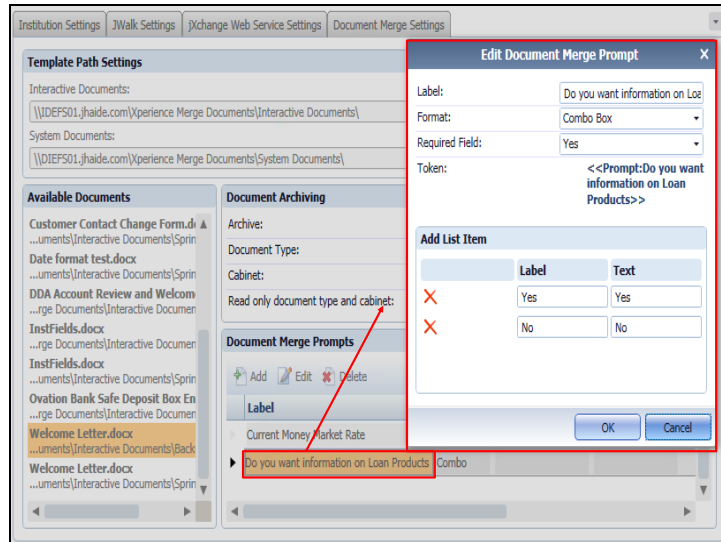 Institution Settings
JWalk Settings
jXchange Web Service Settings
Document Merge Settings
Template Path Settings
Interactive Documents:
\\IDEFS01.jhaide.com\Xperience Merge Documents\Interactive Documents\
System Documents:
\\DIEFS01.jhaide.com\Xperience Merge Documents\System Documents\
Available Documents
Customer Contact Change Form.d
...uments\Interactive Documents\Sprin
Date format test.docx
...uments\Interactive Documents\Sprin
DDA Account Review and Welcom
...rge Documents\Interactive Documen
InstFields.docx
...rge Documents\Interactive Documen
InstFields.docx
...uments\Interactive Documents\Sprin
Ovation Bank Safe Deposit Box En
...rge Documents\Interactive Documen
Welcome Letter.docx
...uments\Interactive Documents\Back
Welcome Letter.docx
...uments\Interactive Documents\Sprin
Document Archiving
Archive:
Document Type:
Cabinet:
Read only document type and cabinet:
Document Merge Prompts
Add Edit Delete
Label
Current Money Market Rate
Do you want information on Loan Products Combo
Edit Document Merge Prompt X
Label: Do you want information on Loa
Format: Combo Box
Required Field: Yes
Token: <<Prompt:Do you want
information on Loan
Products>>
Add List Item
Label Text
Yes Yes
No No
OK Cancel